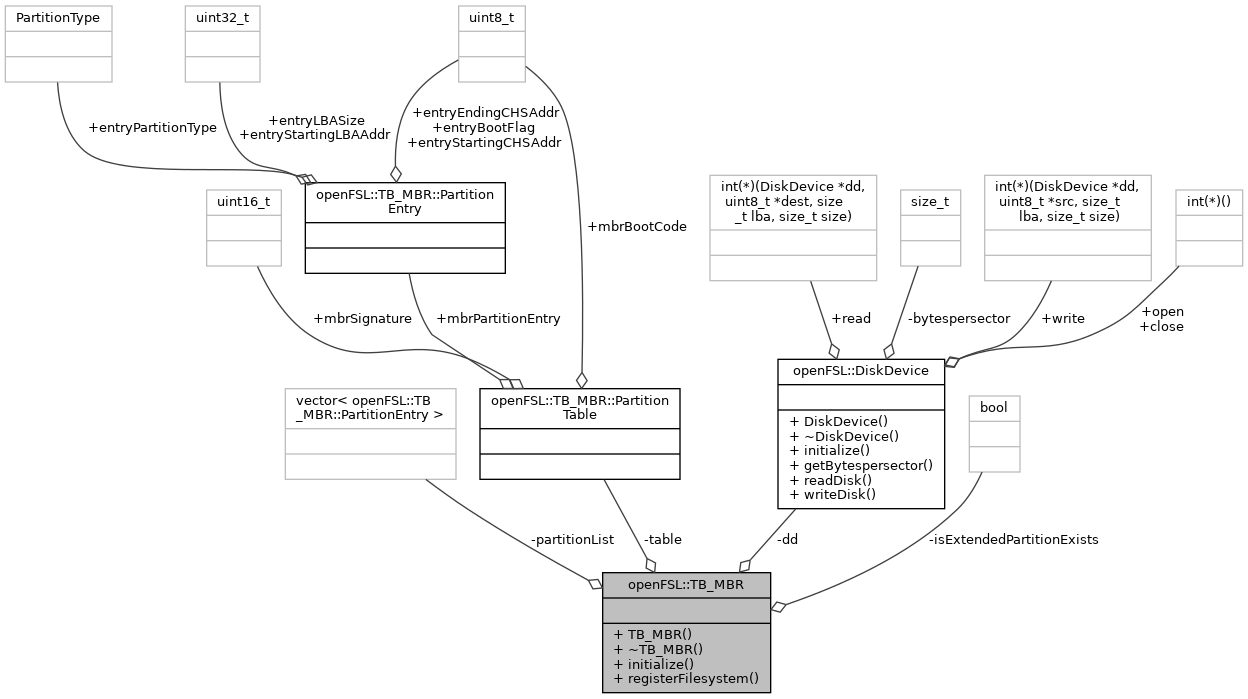 PartitionType
uint32_t
uint8_t
+entryPartitionType
+entryLBASize
+entryStartingLBAAddr
+entryEndingCHSAddr
+entryBootFlag
+entryStartingCHSAddr
uint16_t
openFSL::TB_MBR::Partition
Entry
+mbrBootCode
int(*)(DiskDevice *dd,
uint8_t *dest, size
_t lba, size_t size)
size_t
int(*)(DiskDevice *dd,
uint8_t *src, size_t
lba, size_t size)
int(*)()
+mbrSignature
+mbrPartitionEntry
+read
-bytespersector
+write
+open
+close
vector< openFSL::TB
_MBR::PartitionEntry >
openFSL::TB_MBR::Partition
Table
openFSL::DiskDevice
+ DiskDevice()
+ ~DiskDevice()
+ initialize()
+ getBytespersector()
+ readDisk()
+ writeDisk()
bool
-partitionList
-table
-dd
-isExtendedPartitionExists
openFSL::TB_MBR
+ TB_MBR()
+ ~TB_MBR()
+ initialize()
+ registerFilesystem()